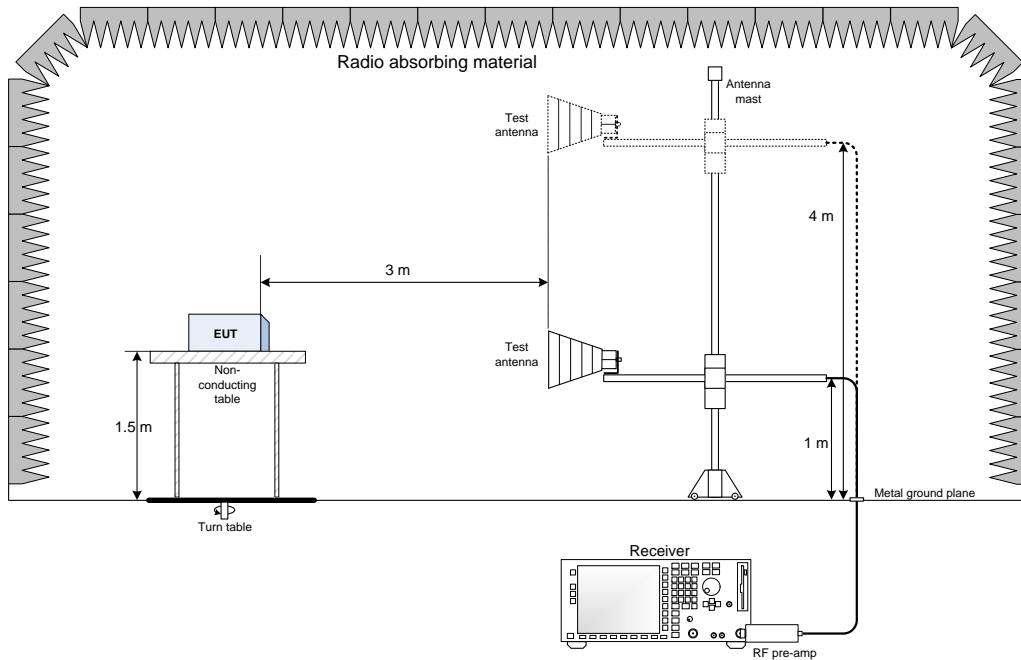 Radio absorbing material
Antenna
mast
Test
antenna
4 m
3 m
EUT
Test
antenna
Non-
conducting
table
1.5 m
1 m
Metal ground plane
Turn table
Receiver
RF pre-amp